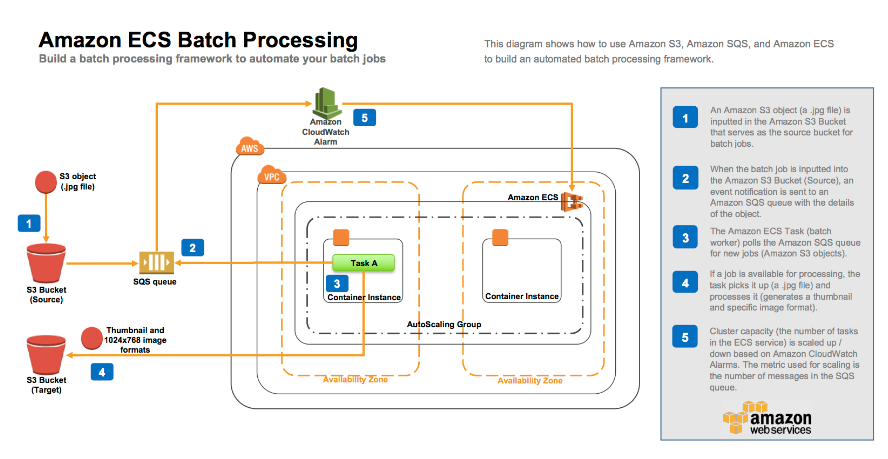 Amazon ECS Batch Processing
Build a batch processing framework to automate your batch jobs
This diagram shows how to use Amazon S3, Amazon SQS, and Amazon ECS
to build an automated batch processing framework.
Amazon
CloudWatch
Alarm
5
AWS
VPC
S3 object
(.jpg file)
1
S3 Bucket
(Source)
SQS queue
2
Amazon ECS
Task A
3
Container Instance
Container Instance
AutoScaling Group
Availability Zone
Availability Zone
Thumbnail and
1024x768 image
formats
S3 Bucket
(Target)
4
1
An Amazon S3 object (a .jpg file) is
inputted in the Amazon S3 Bucket
that serves as the source bucket for
batch jobs.
2
When the batch job is inputted into
the Amazon S3 Bucket (Source), an
event notification is sent to an
Amazon SQS queue with the details
of the object.
3
The Amazon ECS Task (batch
worker) polls the Amazon SQS queue
for new jobs (Amazon S3 objects).
4
If a job is available for processing, the
task picks it up (a .jpg file) and
processes it (generates a thumbnail
and specific image format).
5
Cluster capacity (the number of tasks
in the ECS service) is scaled up /
down based on Amazon CloudWatch
Alarms. The metric used for scaling is
the number of messages in the SQS
queue.
amazon
webservices